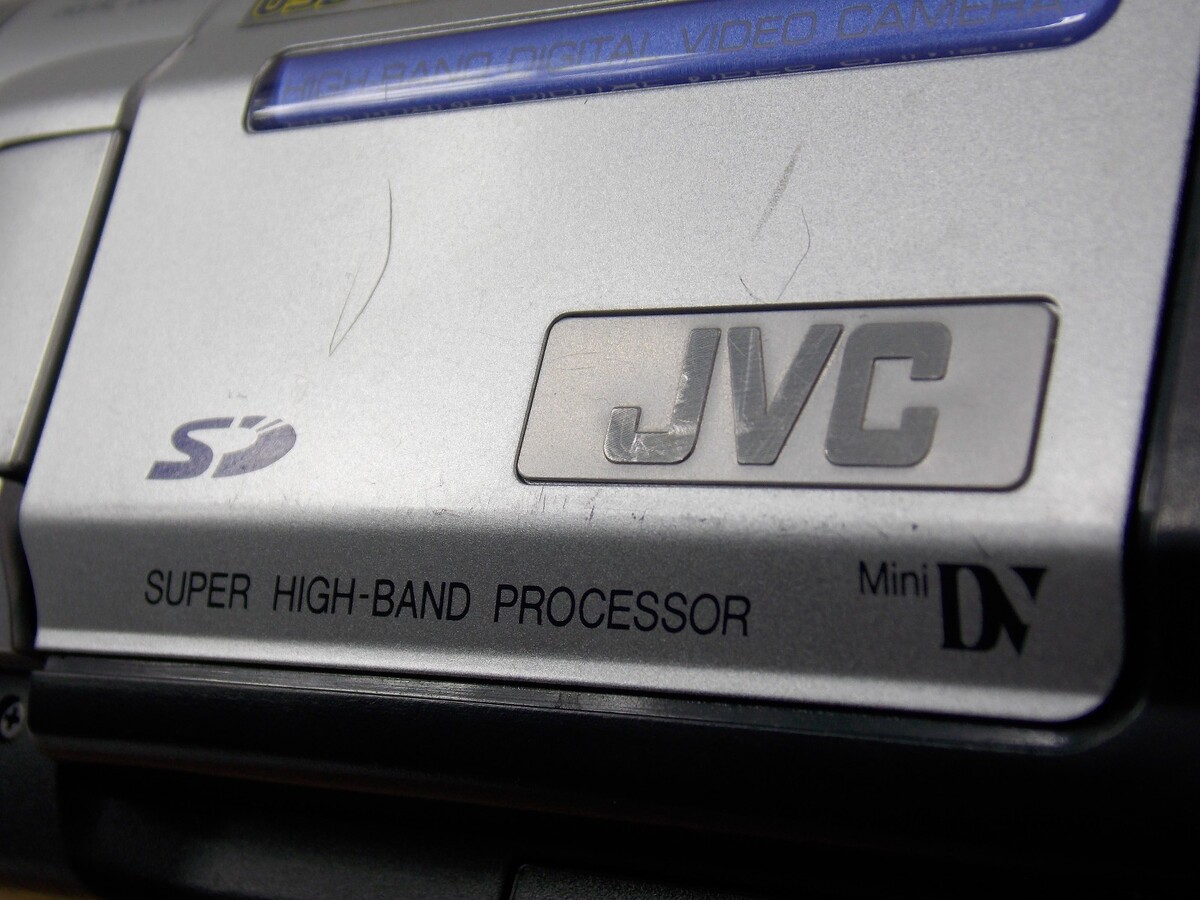 HIGH-BAND DIGITAL VIDEO CAMERA
JVC
SD
Mini DV
SUPER HIGH-BAND PROCESSOR